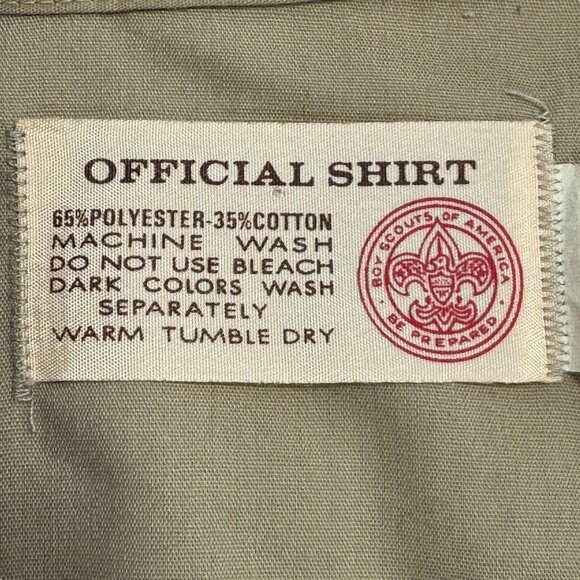 OFFICIAL SHIRT
65%POLYESTER-35%COTTON
MACHINE WASH
DO NOT USE BLEACH
DARK COLORS WASH
SEPARATELY
WARM TUMBLE DRY
BOY SCOUTS OF AMERICA
• BE PREPARED •